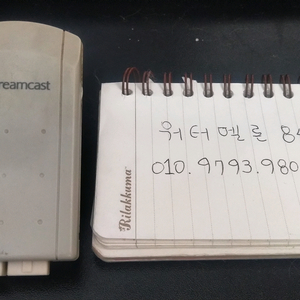 reamcast
워터멜론 84
010.9793.980
Rilakkuma